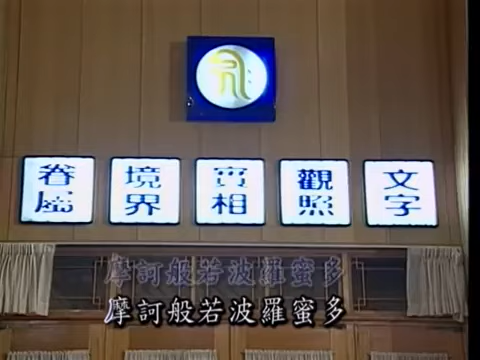 眷屬
境界
實相
觀照
文字
摩訶般若波羅蜜多
摩訶般若波羅蜜多